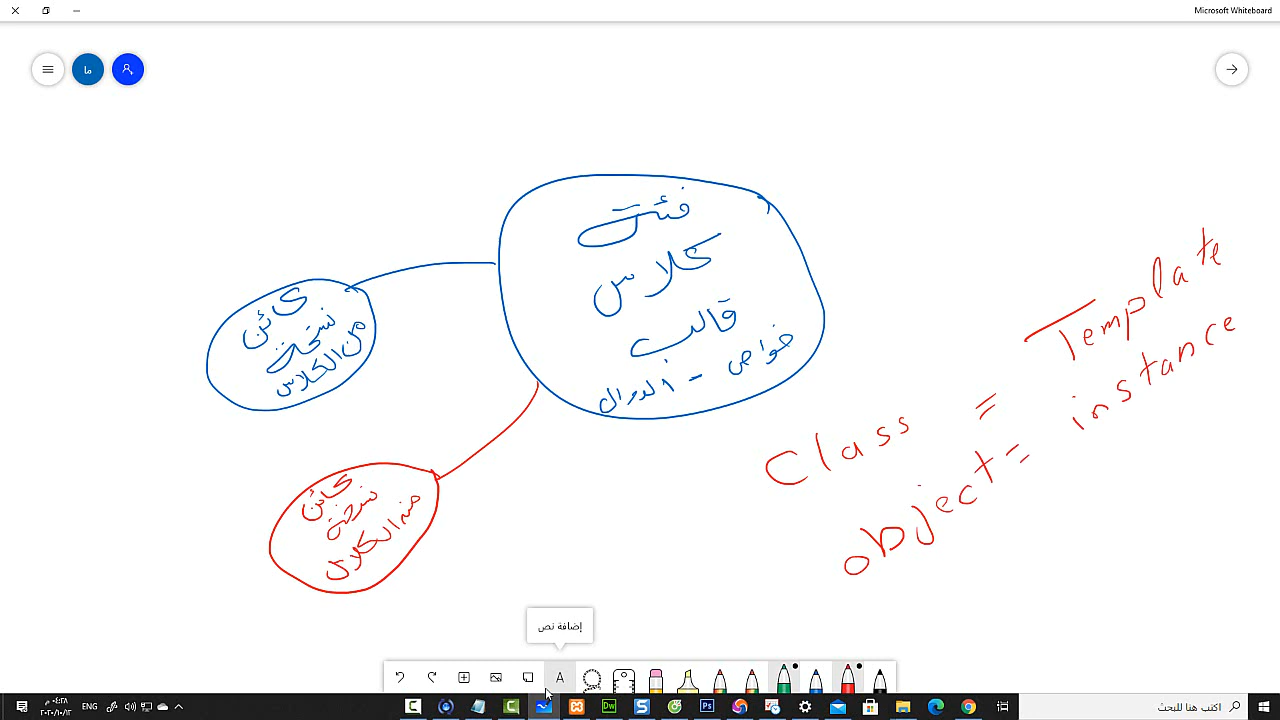 Microsoft Whiteboard
ما
فئة
كلاس
قالب
خواص - الدوال
كائن
نسخة
من الكلاس
كائن
نسخة
من الكلاس
Class = Template
object = instance
إضافة نص
A
ENG
اكتب هنا للبحث